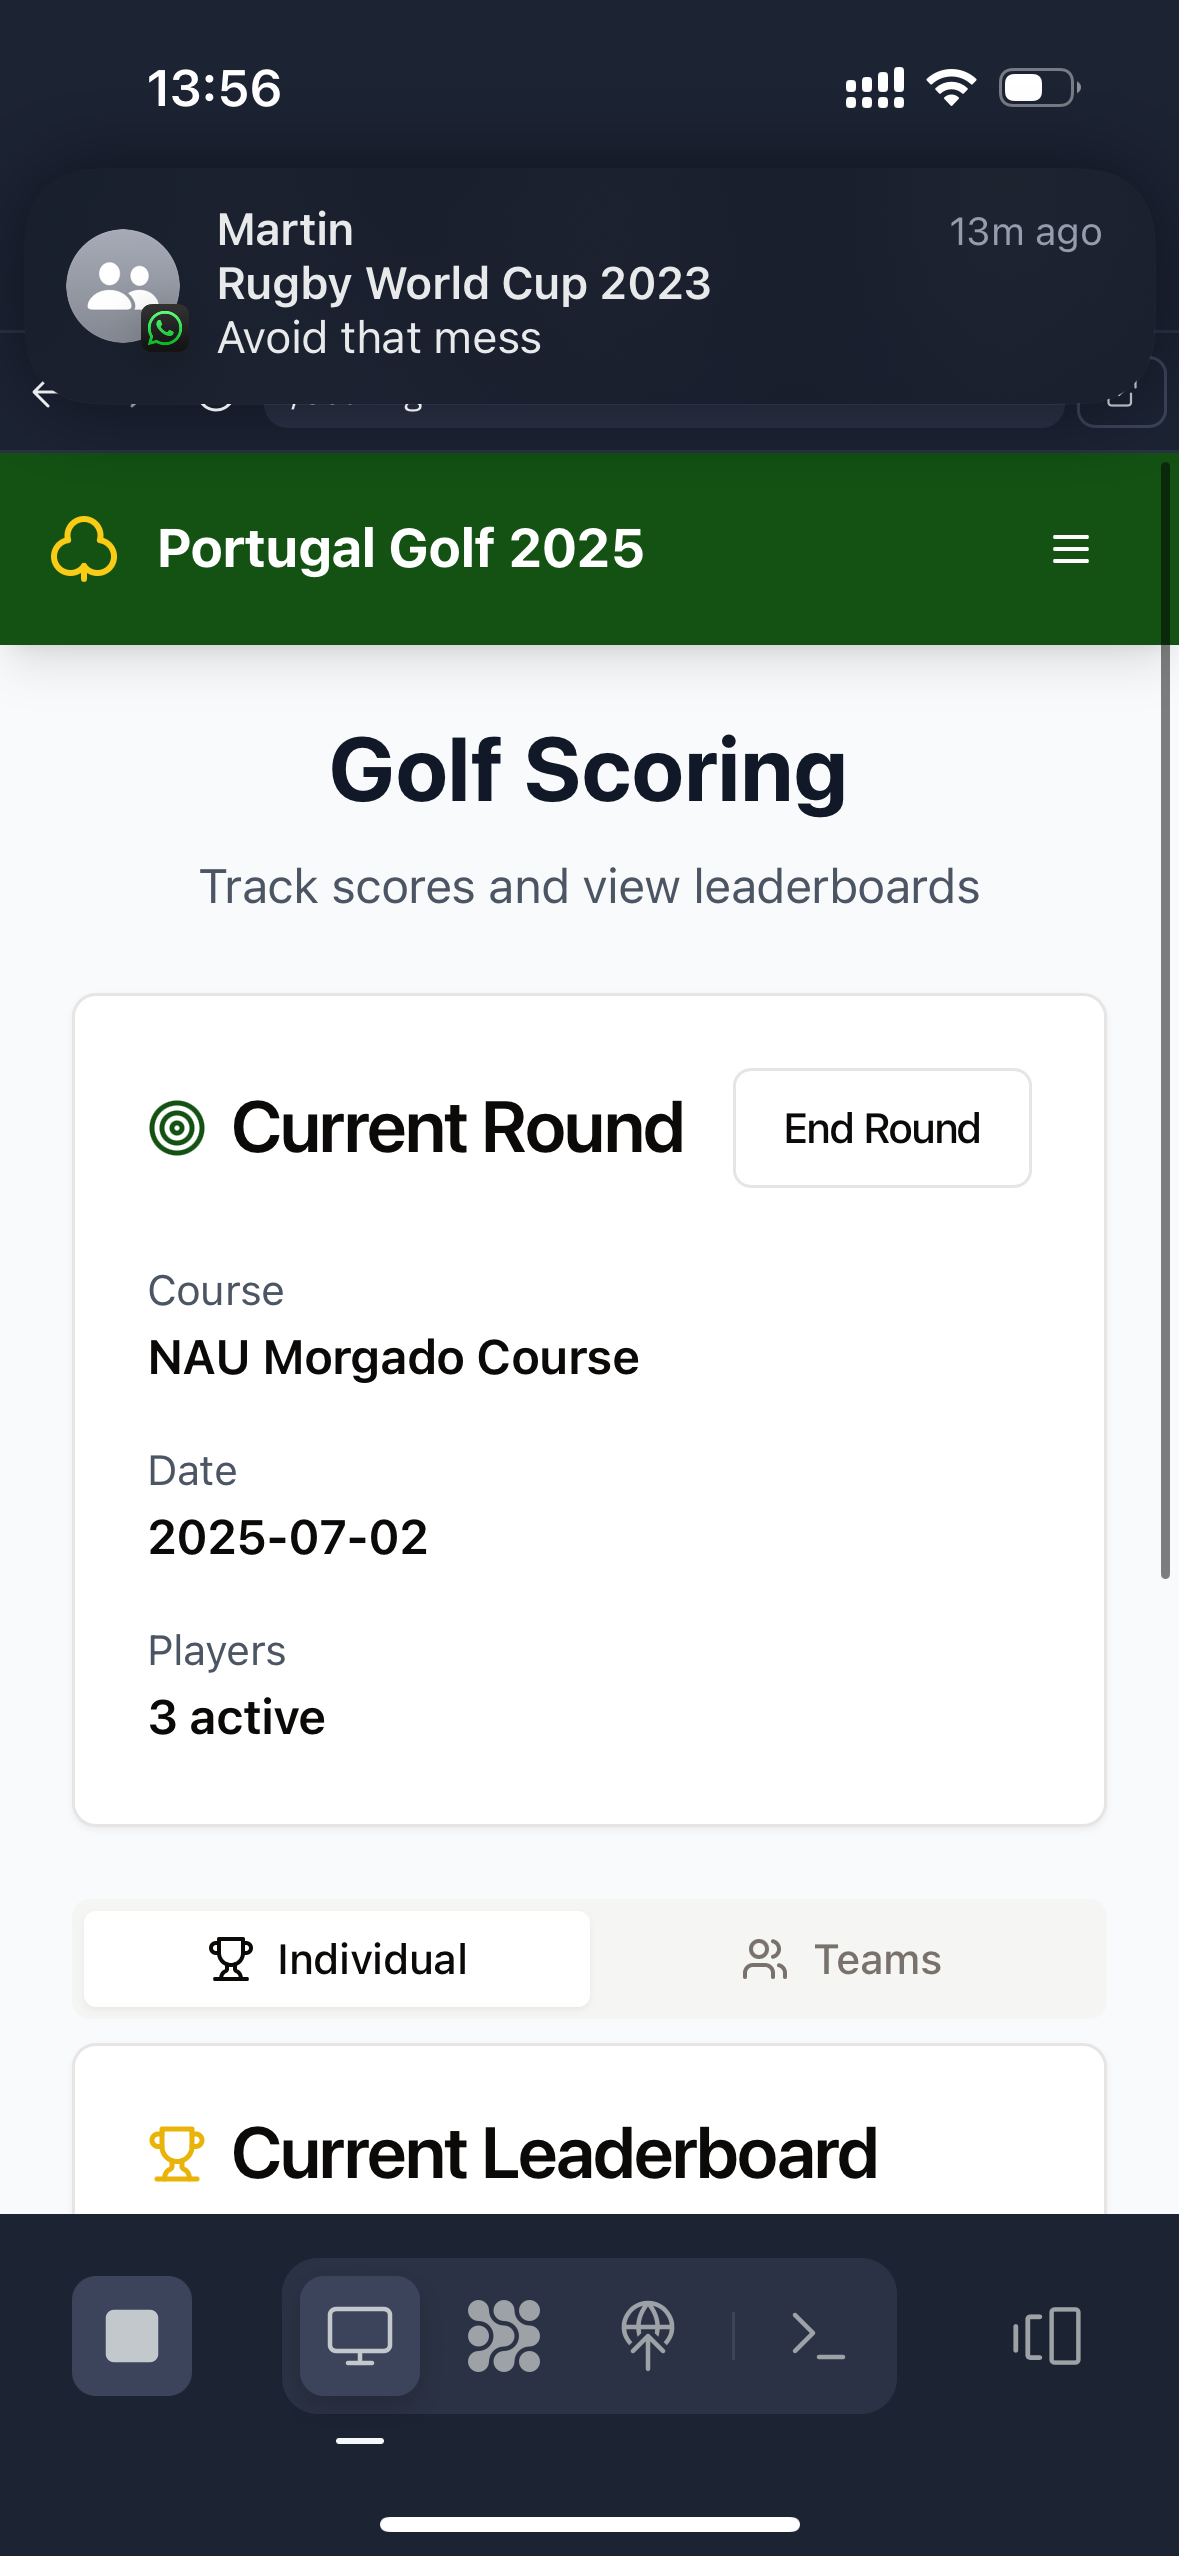 13:56
Martin
13m ago
Rugby World Cup 2023
Avoid that mess
Portugal Golf 2025
Golf Scoring
Track scores and view leaderboards
Current Round
End Round
Course
NAU Morgado Course
Date
2025-07-02
Players
3 active
Individual
Teams
Current Leaderboard